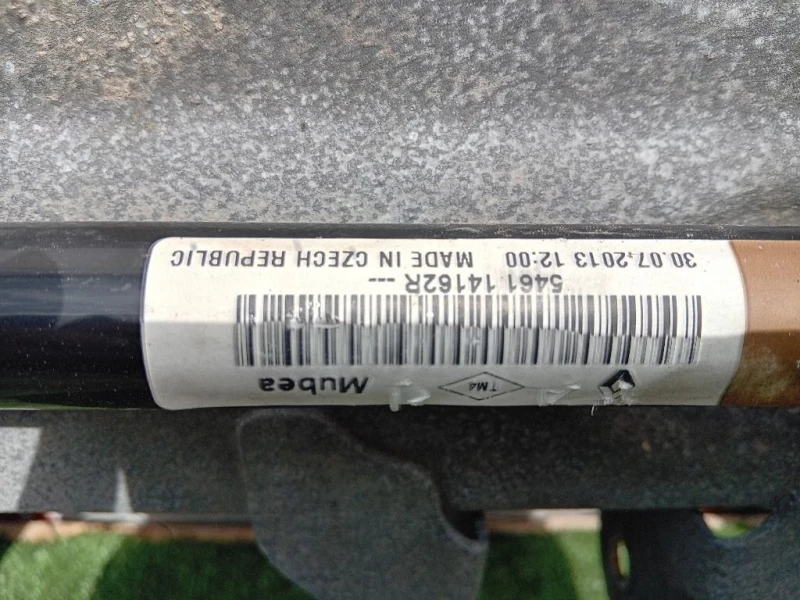 TM4 Mubea
5461 14162R ---
30.07.2013 12:00 MADE IN CZECH REPUBLIC